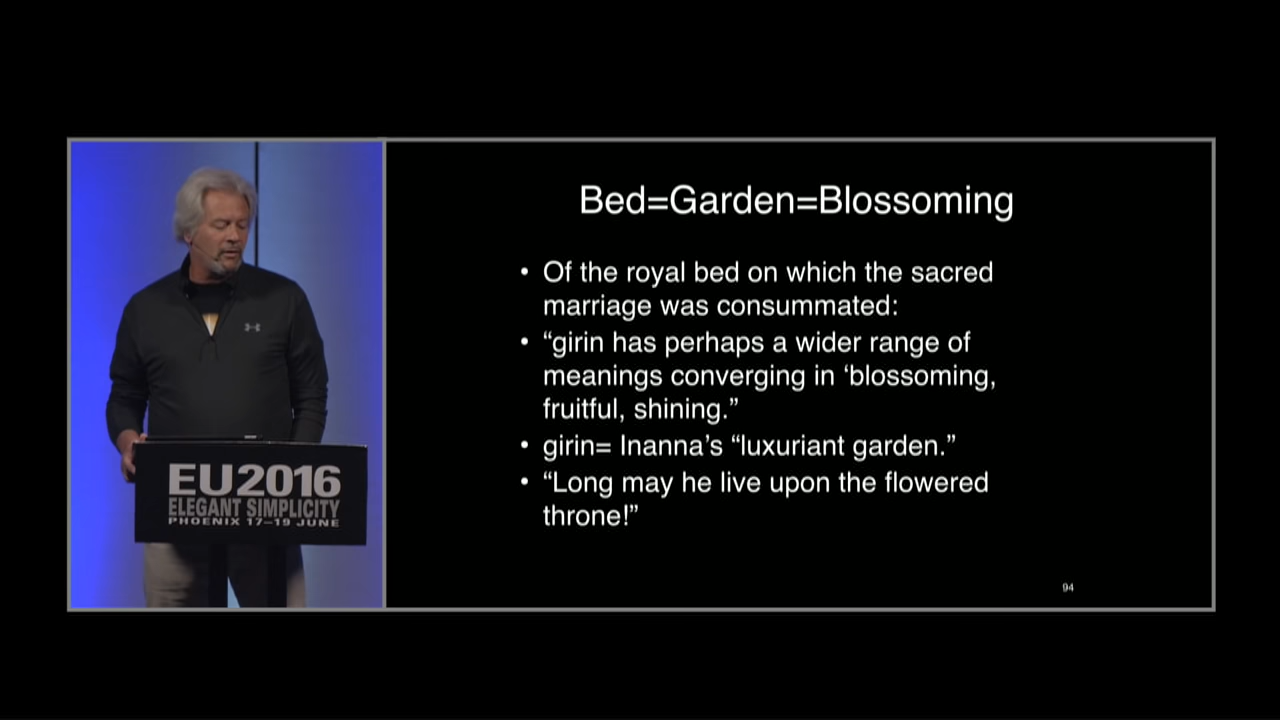 Bed=Garden=Blossoming
• Of the royal bed on which the sacred
marriage was consummated:
• “girin has perhaps a wider range of
meanings converging in ‘blossoming,
fruitful, shining.”
• girin= Inanna’s “luxuriant garden.”
• “Long may he live upon the flowered
throne!”
94
EU2016
ELEGANT SIMPLICITY
PHOENIX 17–19 JUNE